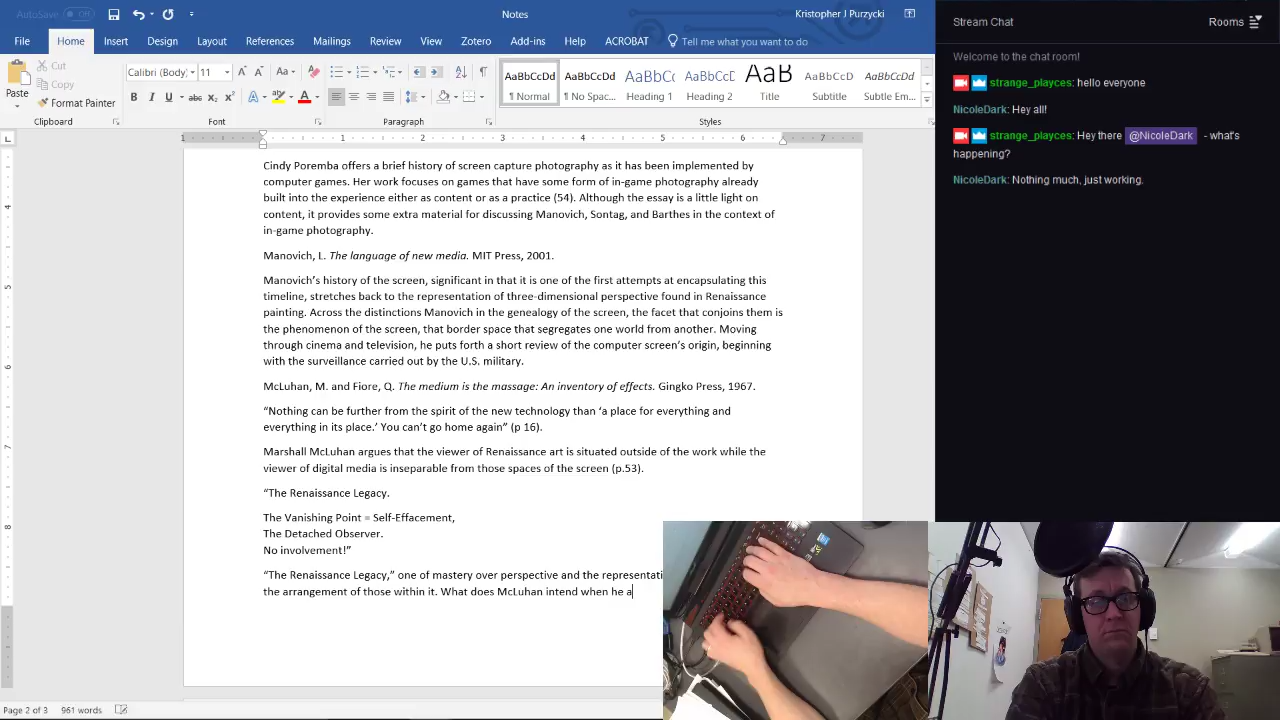 AutoSave Off
Notes
Kristopher J Purzycki
File Home Insert Design Layout References Mailings Review View Zotero Add-ins Help ACROBAT Tell me what you want to do
Paste
Cut
Copy
Format Painter
Clipboard
Calibri (Body) 11
Font
Paragraph
AaBbCcDd AaBbCcDd AaBbC AaBbCcD AaB AaBbCcD AaBbCcDd
¶ Normal ¶ No Spac... Heading 1 Heading 2 Title Subtitle Subtle Em...
Styles
1 1 2 3 4 5 6 7
Cindy Poremba offers a brief history of screen capture photography as it has been implemented by
computer games. Her work focuses on games that have some form of in-game photography already
built into the experience either as content or as a practice (54). Although the essay is a little light on
content, it provides some extra material for discussing Manovich, Sontag, and Barthes in the context of
in-game photography.
Manovich, L. The language of new media. MIT Press, 2001.
Manovich’s history of the screen, significant in that it is one of the first attempts at encapsulating this
timeline, stretches back to the representation of three-dimensional perspective found in Renaissance
painting. Across the distinctions Manovich in the genealogy of the screen, the facet that conjoins them is
the phenomenon of the screen, that border space that segregates one world from another. Moving
through cinema and television, he puts forth a short review of the computer screen’s origin, beginning
with the surveillance carried out by the U.S. military.
McLuhan, M. and Fiore, Q. The medium is the massage: An inventory of effects. Gingko Press, 1967.
“Nothing can be further from the spirit of the new technology than ‘a place for everything and
everything in its place.’ You can’t go home again” (p 16).
Marshall McLuhan argues that the viewer of Renaissance art is situated outside of the work while the
viewer of digital media is inseparable from those spaces of the screen (p.53).
“The Renaissance Legacy.
The Vanishing Point = Self-Effacement,
The Detached Observer.
No involvement!”
“The Renaissance Legacy,” one of mastery over perspective and the representati
the arrangement of those within it. What does McLuhan intend when he a
4
5
6
7
8
Page 2 of 3 961 words
Stream Chat
Rooms
Welcome to the chat room!
strange_playces: hello everyone
NicoleDark: Hey all!
strange_playces: Hey there @NicoleDark - what's
happening?
NicoleDark: Nothing much, just working.